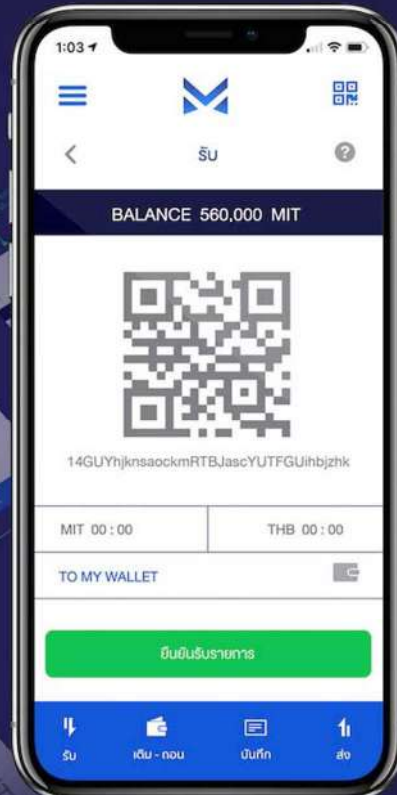 1:03
รับ
BALANCE 560,000 MIT
14GUYhjknsaockmRTBJascYUTFGUihbjzhk
MIT 00 : 00
THB 00 : 00
TO MY WALLET
ยืนยันรับรายการ
รับ
เติม - ถอน
บันทึก
ส่ง